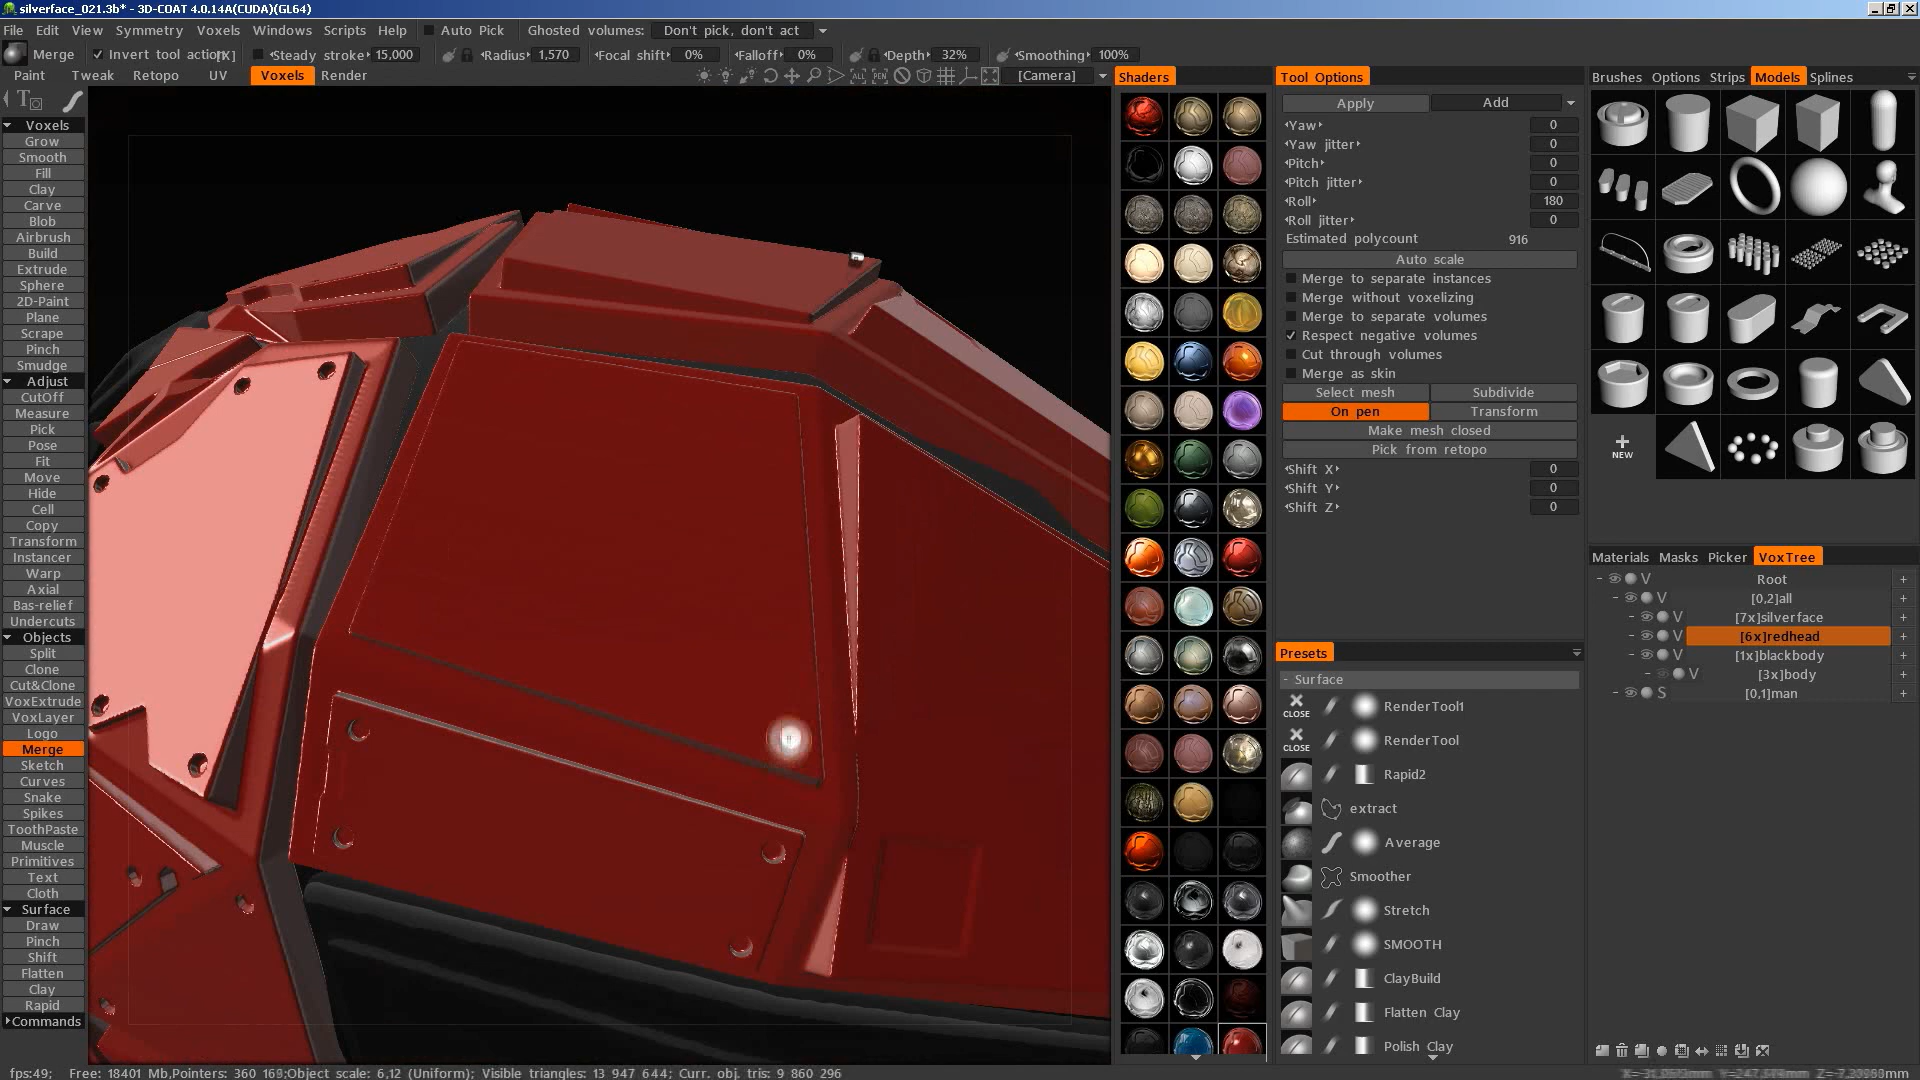 silverface_021.3b* - 3D-COAT 4.0.14A(CUDA)(GL64)
File Edit View Symmetry Voxels Windows Scripts Help Auto Pick Ghosted volumes: Don't pick, don't act
Merge Invert tool action[X] Steady stroke 15,000 Radius 1,570 Focal shift 0% Falloff 0% Depth 32% Smoothing 100%
Paint Tweak Retopo UV Voxels Render [Camera]
Voxels
Grow
Smooth
Fill
Clay
Carve
Blob
Airbrush
Build
Extrude
Sphere
2D-Paint
Plane
Scrape
Pinch
Smudge
Adjust
CutOff
Measure
Pick
Pose
Fit
Move
Hide
Cell
Copy
Transform
Instancer
Warp
Axial
Bas-relief
Undercuts
Objects
Split
Clone
Cut&Clone
VoxExtrude
VoxLayer
Logo
Merge
Sketch
Curves
Snake
Spikes
ToothPaste
Muscle
Primitives
Text
Cloth
Surface
Draw
Pinch
Shift
Flatten
Clay
Rapid
Commands
Shaders
Tool Options
Apply Add
Yaw 0
Yaw jitter 0
Pitch 0
Pitch jitter 0
Roll 180
Roll jitter 0
Estimated polycount 916
Auto scale
Merge to separate instances
Merge without voxelizing
Merge to separate volumes
Respect negative volumes
Cut through volumes
Merge as skin
Select mesh Subdivide
On pen Transform
Make mesh closed
Pick from retopo
Shift X 0
Shift Y 0
Shift Z 0
Presets
- Surface
CLOSE RenderTool1
CLOSE RenderTool
Rapid2
extract
Average
Smoother
Stretch
SMOOTH
ClayBuild
Flatten Clay
Polish Clay
Brushes Options Strips Models Splines
NEW
Materials Masks Picker VoxTree
- V Root +
- V [0,2]all +
- V [7x]silverface +
- V [6x]redhead +
- V [1x]blackbody +
- V [3x]body +
- S [0,1]man +
fps:49; Free: 18401 Mb,Pointers: 360 Object scale: 6,12 (Uniform); Visible triangles: 13 947 644; Curr. obj. tris: 9 860 296